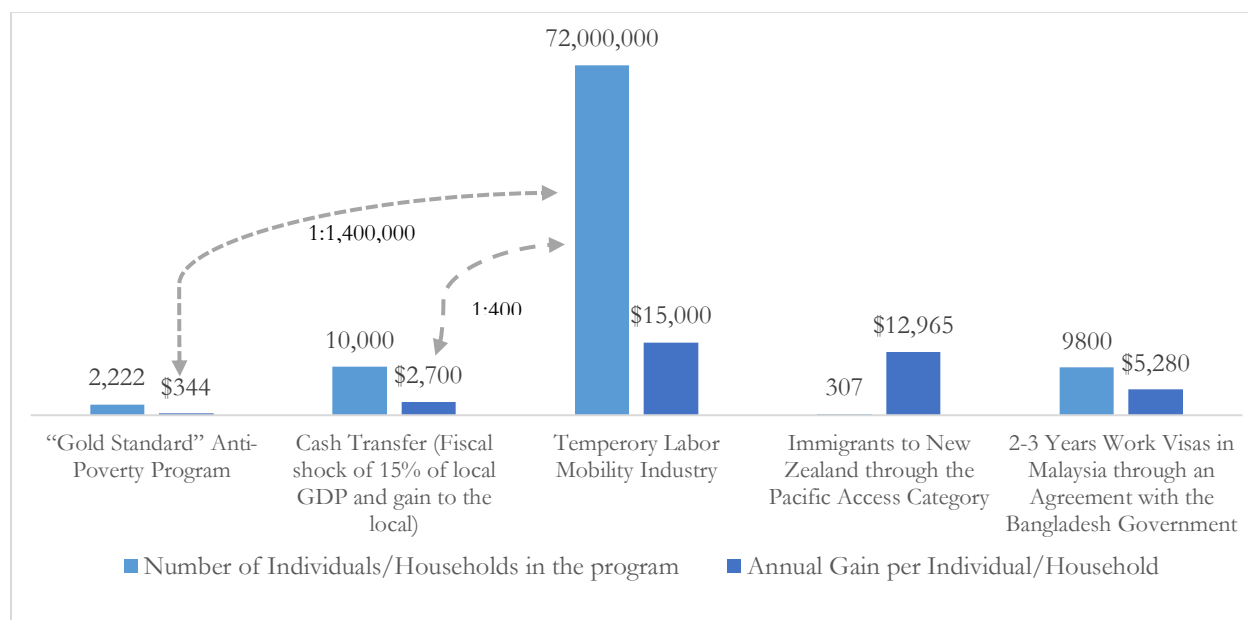 72,000,000
1:1,400,000
1:400
$15,000
$12,965
10,000
9800
2,222
$344
$2,700
307
$5,280
“Gold Standard” Anti-
Poverty Program
Cash Transfer (Fiscal
shock of 15% of local
GDP and gain to the
local)
Temperory Labor
Mobility Industry
Immigrants to New
Zealand through the
Pacific Access Category
2-3 Years Work Visas in
Malaysia through an
Agreement with the
Bangladesh Government
Number of Individuals/Households in the program
Annual Gain per Individual/Household